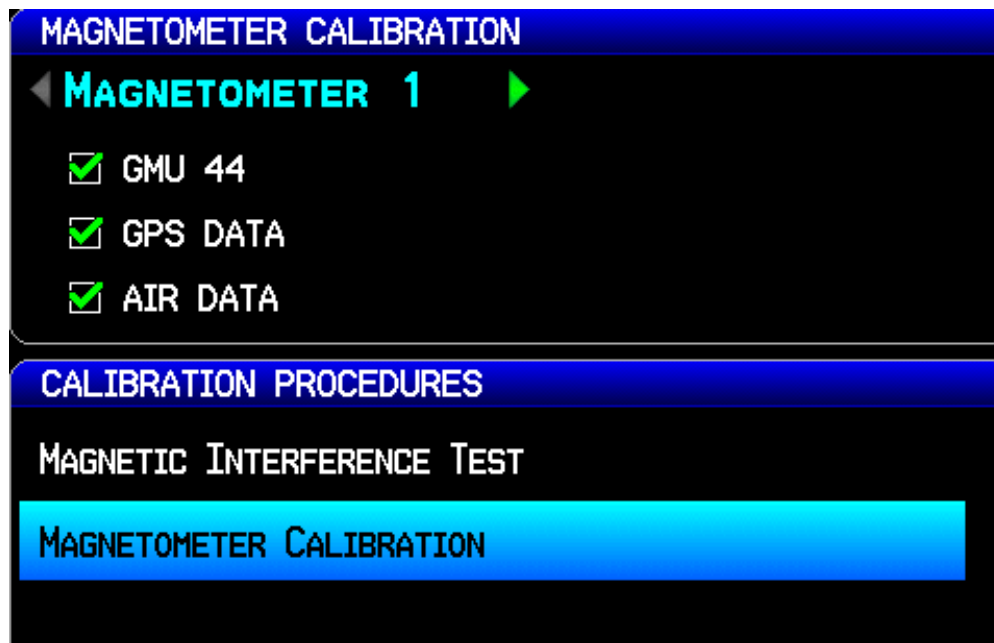 MAGNETOMETER CALIBRATION
MAGNETOMETER 1
GMU 44
GPS DATA
AIR DATA
CALIBRATION PROCEDURES
MAGNETIC INTERFERENCE TEST
MAGNETOMETER CALIBRATION